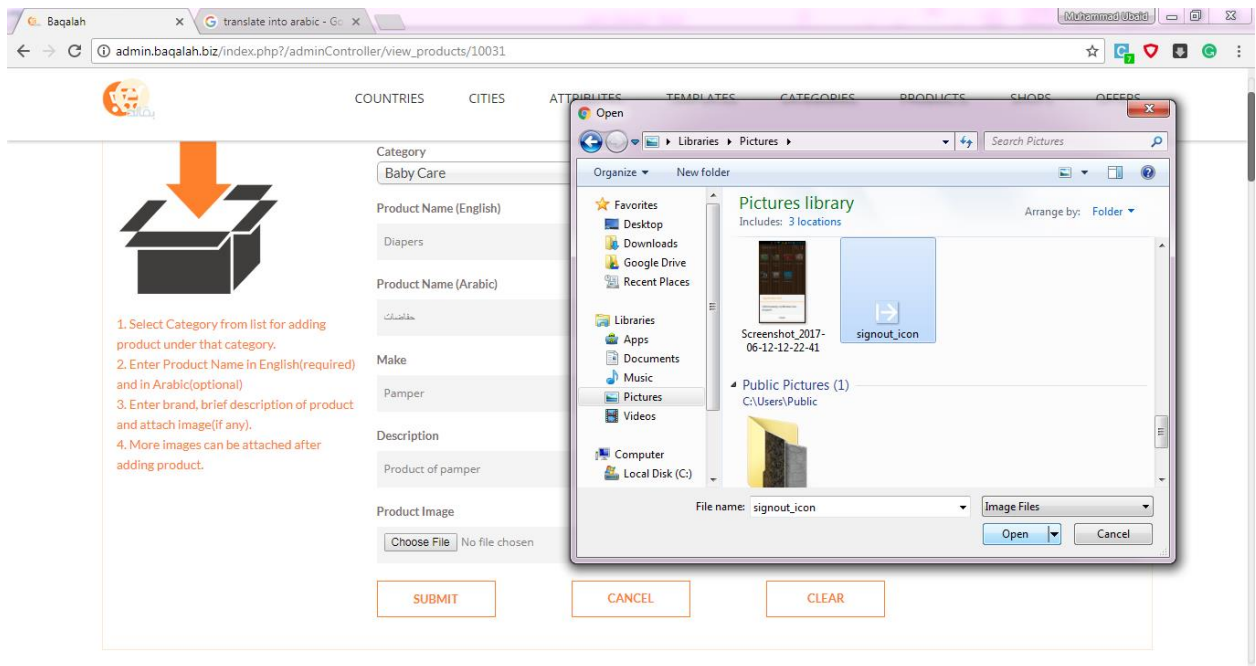 Baqalah
translate into arabic - Go
Muhammad Ubaid
admin.baqalah.biz/index.php?/adminController/view_products/10031
COUNTRIES CITIES ATTRIBUTES TEMPLATES CATEGORIES PRODUCTS SHOPS OFFERS
1. Select Category from list for adding
product under that category.
2. Enter Product Name in English(required)
and in Arabic(optional)
3. Enter brand, brief description of product
and attach image(if any).
4. More images can be attached after
adding product.
Category
Baby Care
Product Name (English)
Diapers
Product Name (Arabic)
Make
Pamper
Description
Product of pamper
Product Image
Choose File No file chosen
SUBMIT CANCEL CLEAR
Open
Libraries Pictures
Search Pictures
Organize New folder
Favorites
Desktop
Downloads
Google Drive
Recent Places
Libraries
Apps
Documents
Music
Pictures
Videos
Computer
Local Disk (C:)
Pictures library
Includes: 3 locations
Arrange by: Folder
Screenshot_2017-
06-12-12-22-41
signout_icon
Public Pictures (1)
C:\Users\Public
File name: signout_icon
Image Files
Open Cancel